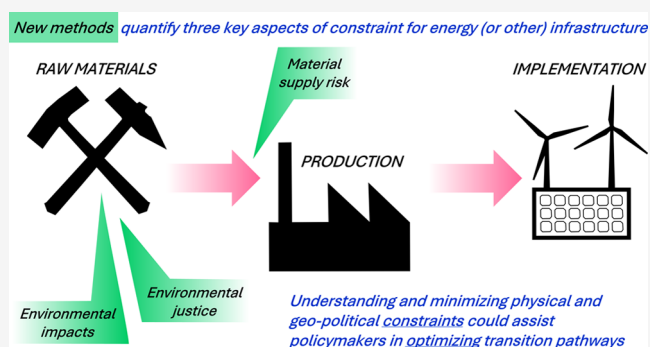 New methods quantify three key aspects of constraint for energy (or other) infrastructure
RAW MATERIALS
Material
supply risk
IMPLEMENTATION
PRODUCTION
Environmental
impacts
Environmental
justice
Understanding and minimizing physical and
geo-political constraints could assist
policymakers in optimizing transition pathways